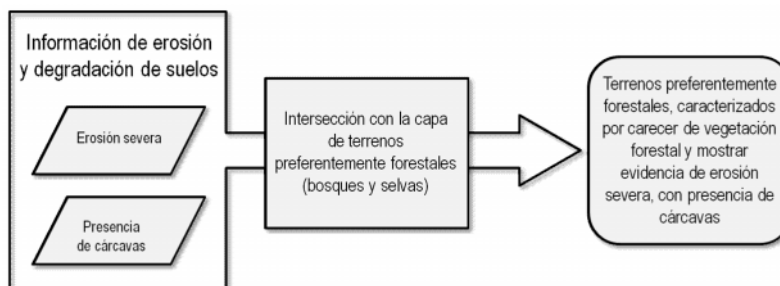 Información de erosión
y degradación de suelos
Erosión severa
Presencia
de cárcavas
Intersección con la capa
de terrenos
preferentemente forestales
(bosques y selvas)
Terrenos preferentemente
forestales, caracterizados
por carecer de vegetación
forestal y mostrar
evidencia de erosión
severa, con presencia de
cárcavas